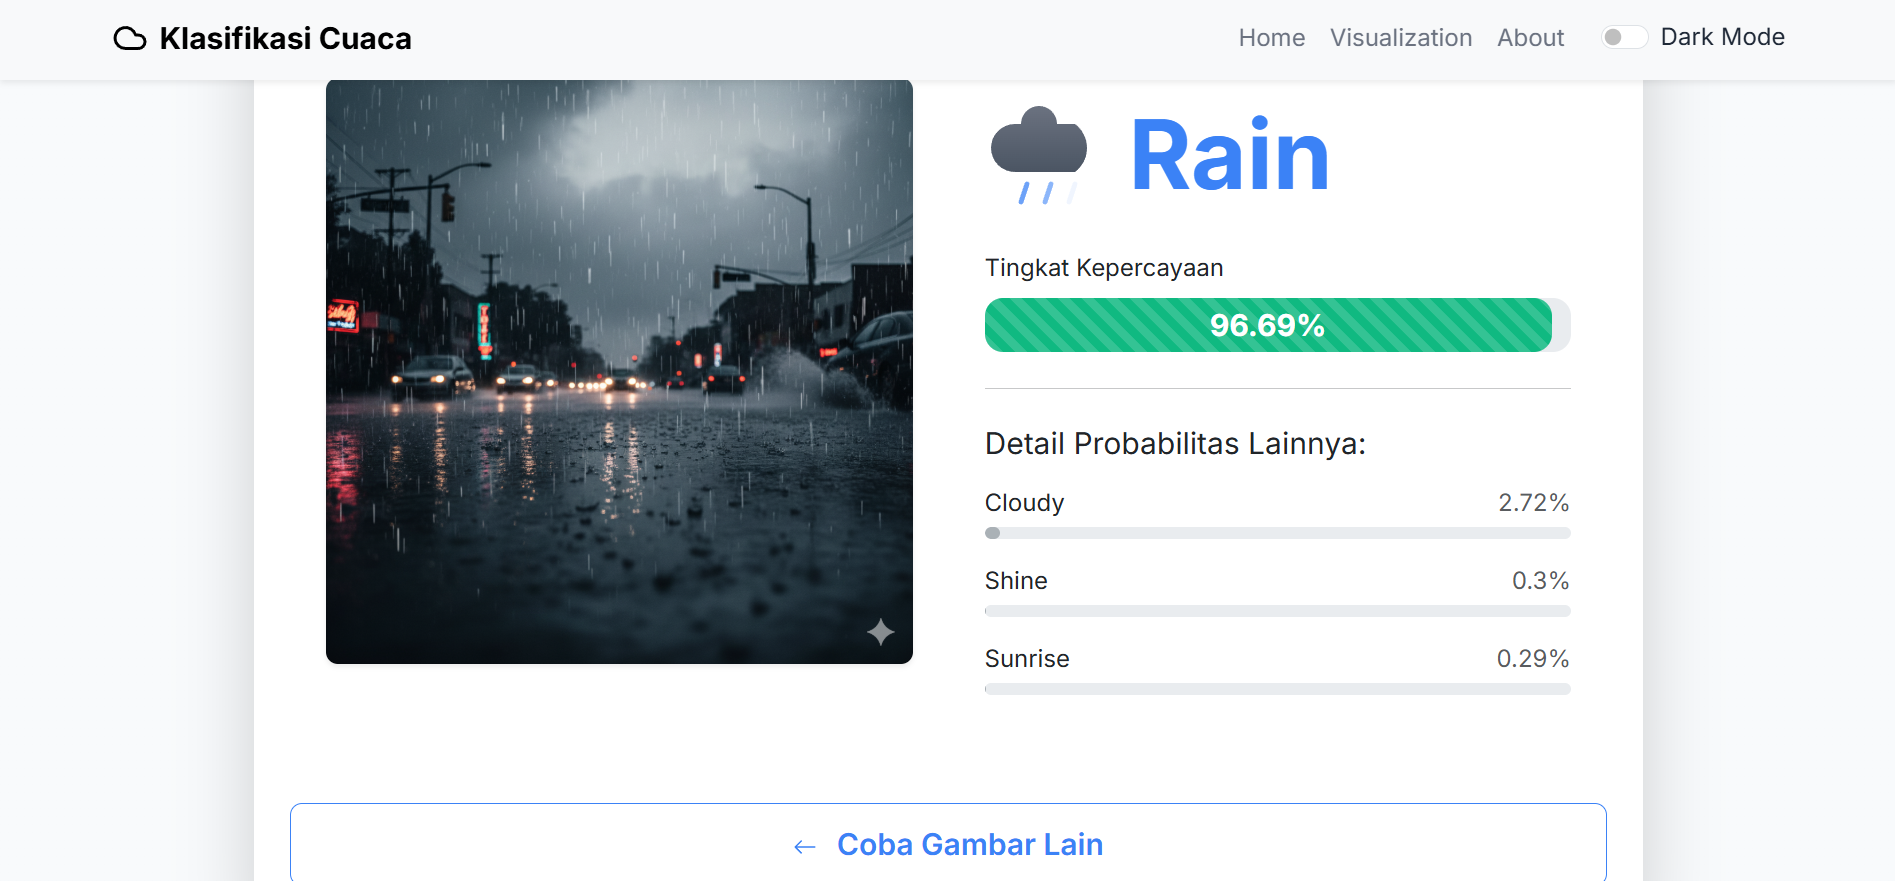 Klasifikasi Cuaca
Home Visualization About Dark Mode
Rain
Tingkat Kepercayaan
96.69%
Detail Probabilitas Lainnya:
Cloudy 2.72%
Shine 0.3%
Sunrise 0.29%
← Coba Gambar Lain